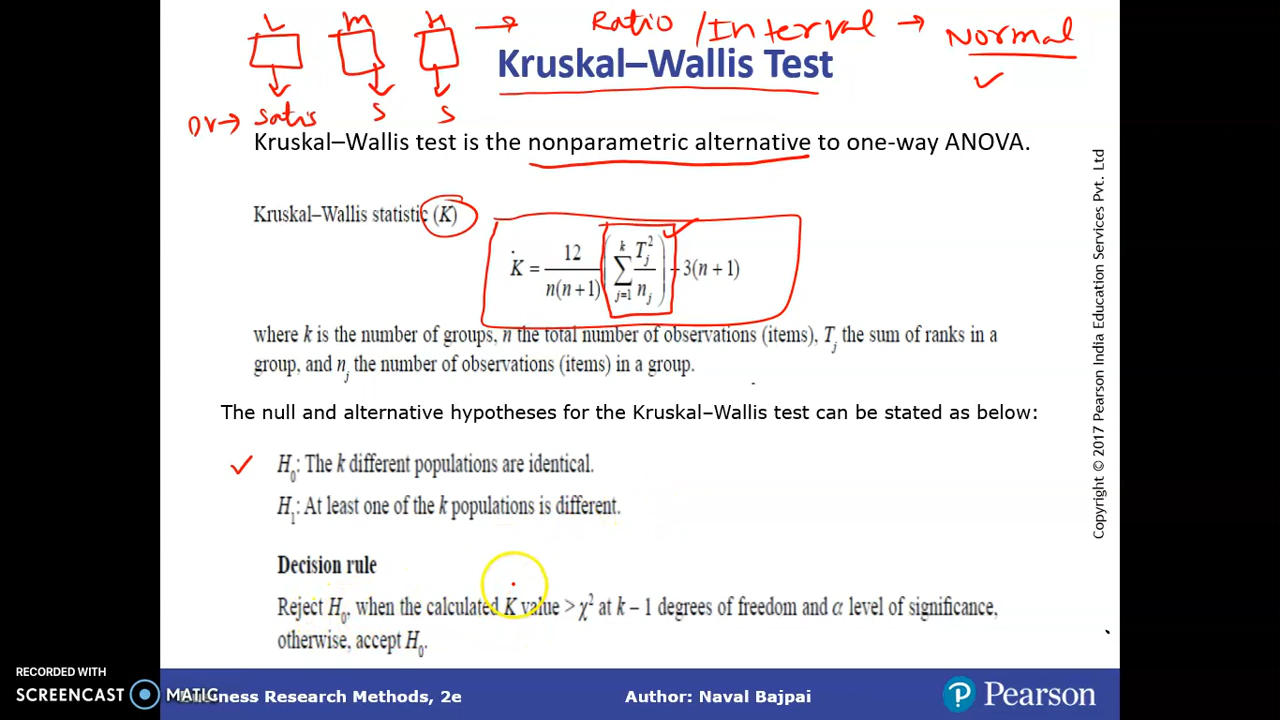 L M H → Ratio / Interval → Normal
Kruskal–Wallis Test
DV → Satis S S
Kruskal–Wallis test is the nonparametric alternative to one-way ANOVA.
Kruskal–Wallis statistic (K)
K = 12 / n(n + 1) ( ∑ j=1 k T_j² / n_j ) – 3(n + 1)
where k is the number of groups, n the total number of observations (items), T_j the sum of ranks in a
group, and n_j the number of observations (items) in a group.
The null and alternative hypotheses for the Kruskal–Wallis test can be stated as below:
H₀: The k different populations are identical.
H₁: At least one of the k populations is different.
Decision rule
Reject H₀, when the calculated K value > χ² at k – 1 degrees of freedom and α level of significance,
otherwise, accept H₀.
Copyright © 2017 Pearson India Education Services Pvt. Ltd
RECORDED WITH
SCREENCAST MATIC
Business Research Methods, 2e
Author: Naval Bajpai
Pearson